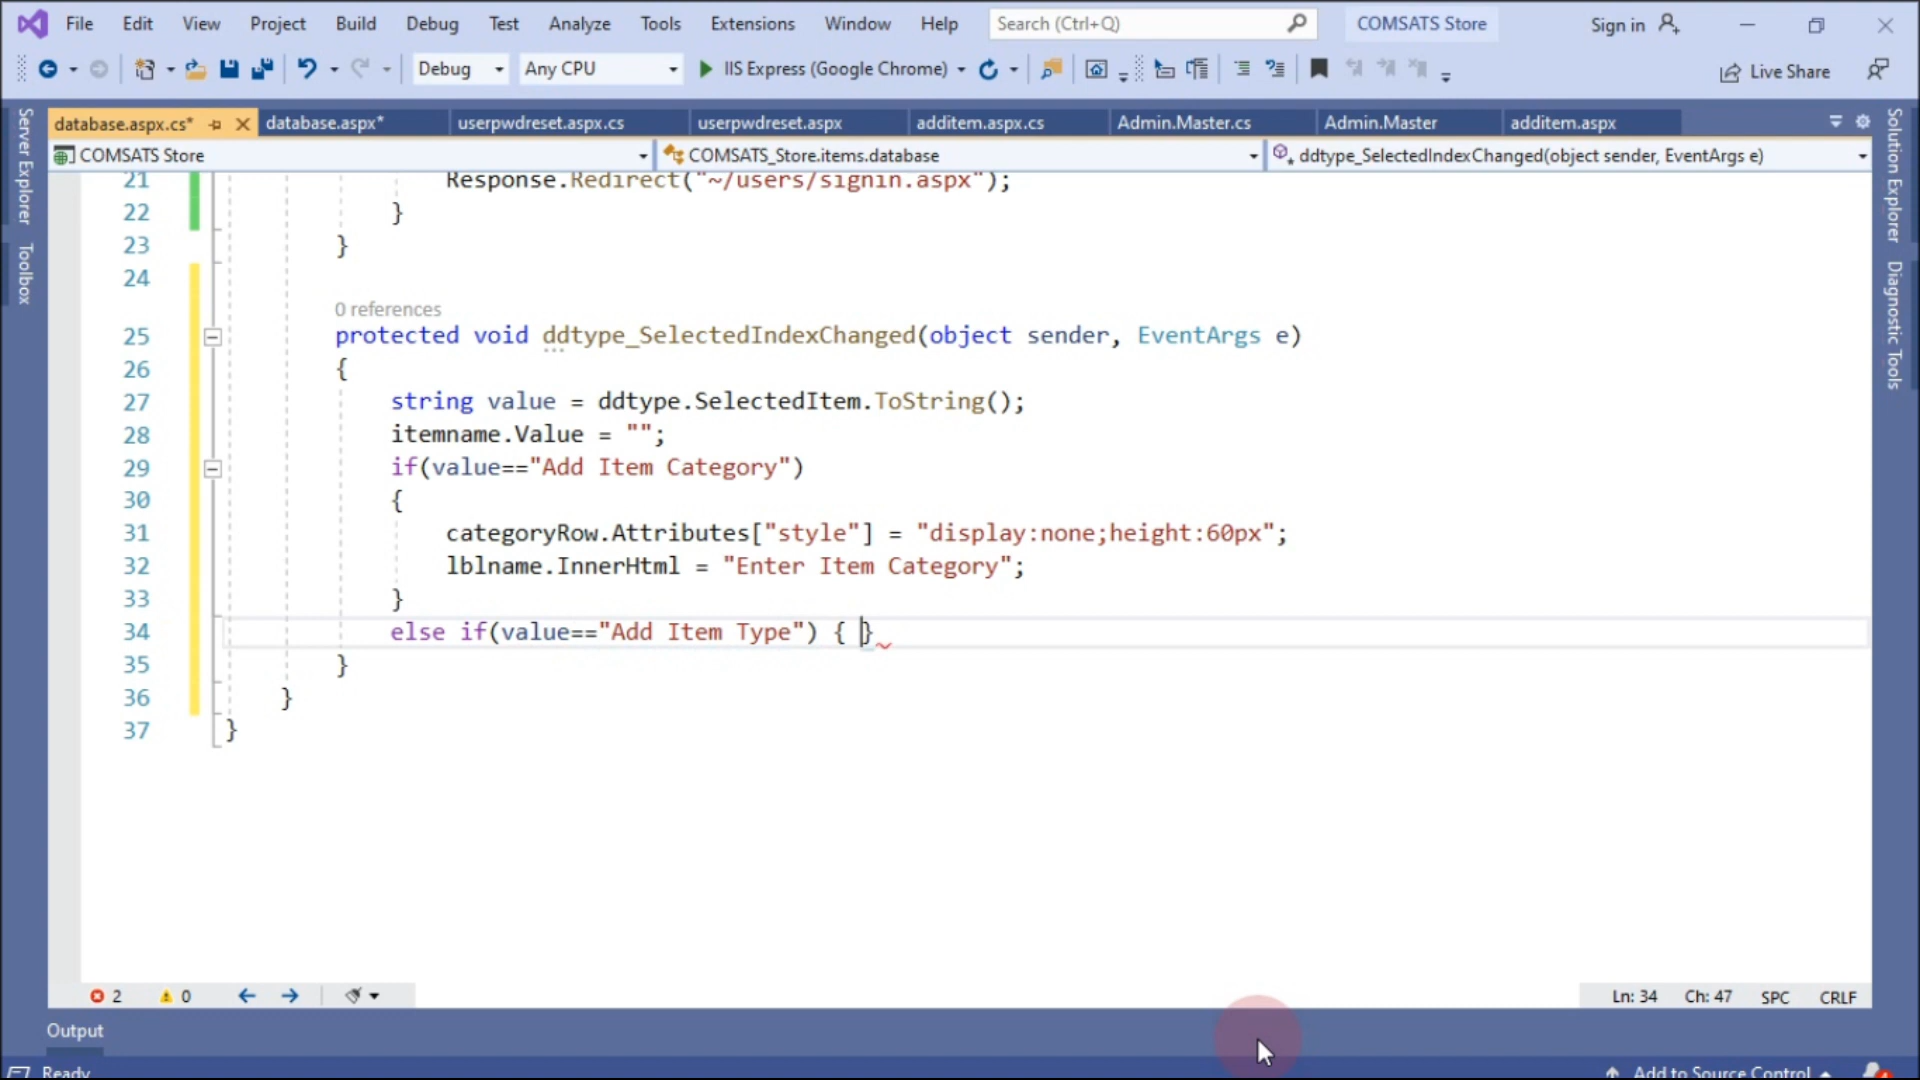 File Edit View Project Build Debug Test Analyze Tools Extensions Window Help Search (Ctrl+Q) COMSATS Store Sign in
Debug Any CPU IIS Express (Google Chrome) Live Share
database.aspx.cs* database.aspx* userpwdreset.aspx.cs userpwdreset.aspx additem.aspx.cs Admin.Master.cs Admin.Master additem.aspx
COMSATS Store COMSATS_Store.items.database ddtype_SelectedIndexChanged(object sender, EventArgs e)
Server Explorer
Toolbox
Solution Explorer
Diagnostic Tools
21 Response.Redirect("~/users/signin.aspx");
22 }
23 }
24
0 references
25 protected void ddtype_SelectedIndexChanged(object sender, EventArgs e)
26 {
27 string value = ddtype.SelectedItem.ToString();
28 itemname.Value = "";
29 if(value=="Add Item Category")
30 {
31 categoryRow.Attributes["style"] = "display:none;height:60px";
32 lblname.InnerHtml = "Enter Item Category";
33 }
34 else if(value=="Add Item Type") { }
35 }
36 }
37 }
2 0 Ln: 34 Ch: 47 SPC CRLF
Output
Ready Add to Source Control